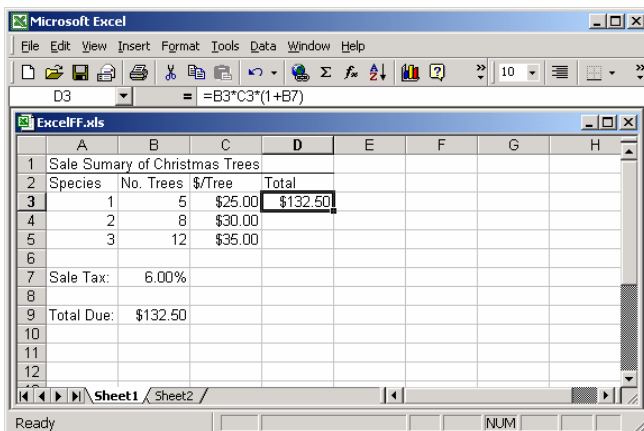 Microsoft Excel
File Edit View Insert Format Tools Data Window Help
10
D3 = =B3*C3*(1+B7)
ExcelFF.xls
A B C D E F G H
1 Sale Sumary of Christmas Trees
2 Species No. Trees $/Tree Total
3 1 5 $25.00 $132.50
4 2 8 $30.00
5 3 12 $35.00
6
7 Sale Tax: 6.00%
8
9 Total Due: $132.50
10
11
12
Sheet1 Sheet2
Ready NUM